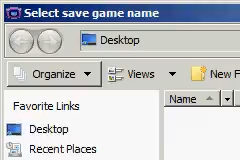 Select save game name
Desktop
Organize Views New F
Favorite Links
Name
Desktop
Recent Places